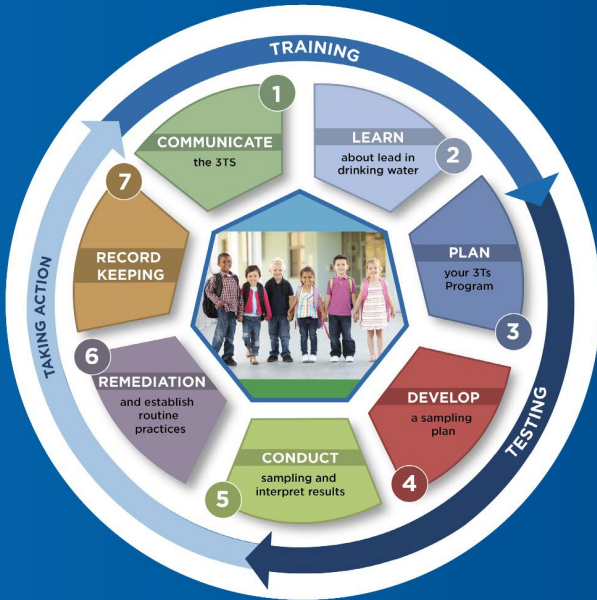 TRAINING
1
COMMUNICATE
the 3TS
2
LEARN
about lead in
drinking water
PLAN
your 3Ts
Program
3
TESTING
DEVELOP
a sampling
plan
4
CONDUCT
sampling and
interpret results
5
6
REMEDIATION
and establish
routine
practices
TAKING ACTION
7
RECORD
KEEPING